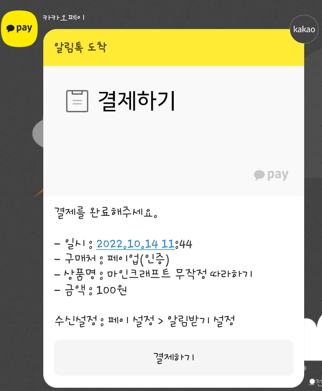 카카오페이
pay
kakao
알림톡 도착
결제하기
pay
결제를 완료해주세요.
- 일시 : 2022.10.14 11:44
- 구매처 : 페이업(인증)
- 상품명 : 마인크래프트 무작정 따라하기
- 금액 : 100원
수신설정 : 페이 설정 > 알림받기 설정
결제하기